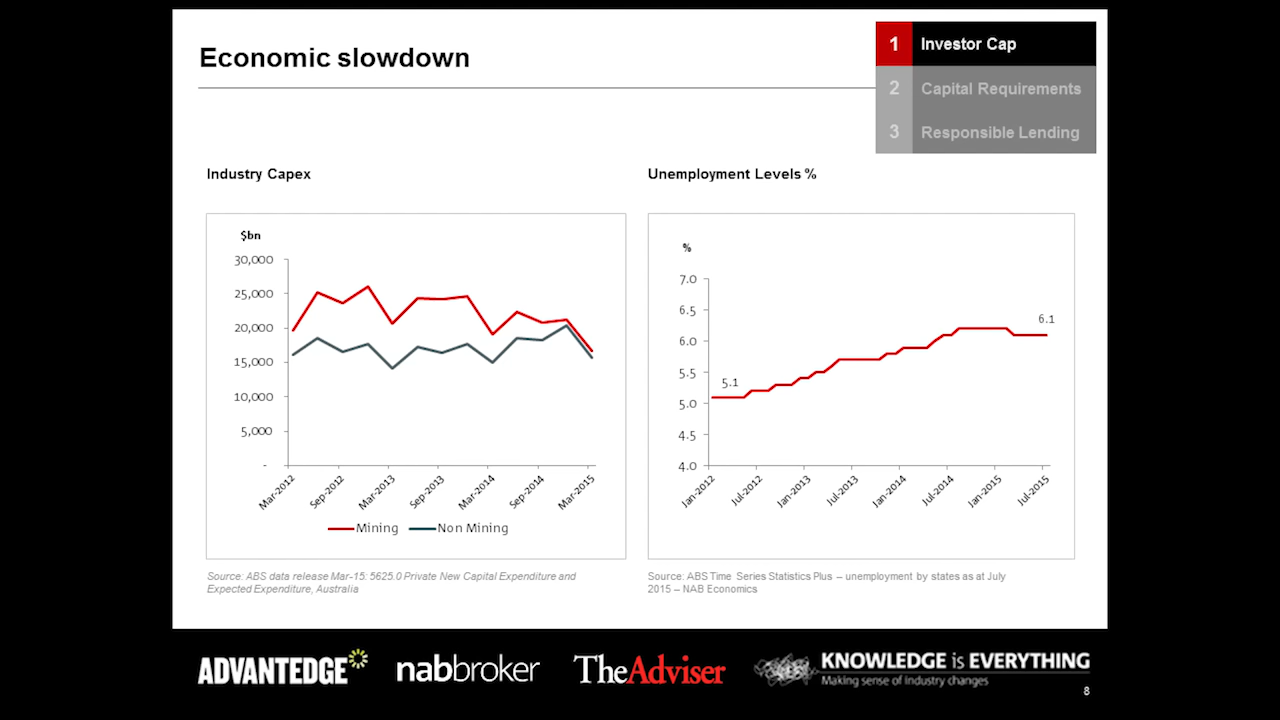 Economic slowdown
1 Investor Cap
2 Capital Requirements
3 Responsible Lending
Industry Capex
$bn
30,000
25,000
20,000
15,000
10,000
5,000
-
Mar-2012
Sep-2012
Mar-2013
Sep-2013
Mar-2014
Sep-2014
Mar-2015
Mining Non Mining
Source: ABS data release Mar-15: 5625.0 Private New Capital Expenditure and
Expected Expenditure, Australia
Unemployment Levels %
%
7.0
6.5
6.0
5.5
5.0
4.5
4.0
5.1
6.1
Jan-2012
Jul-2012
Jan-2013
Jul-2013
Jan-2014
Jul-2014
Jan-2015
Jul-2015
Source: ABS Time Series Statistics Plus – unemployment by states as at July
2015 – NAB Economics
ADVANTEDGE
nabbroker
TheAdviser
KNOWLEDGE is EVERYTHING
Making sense of industry changes
8